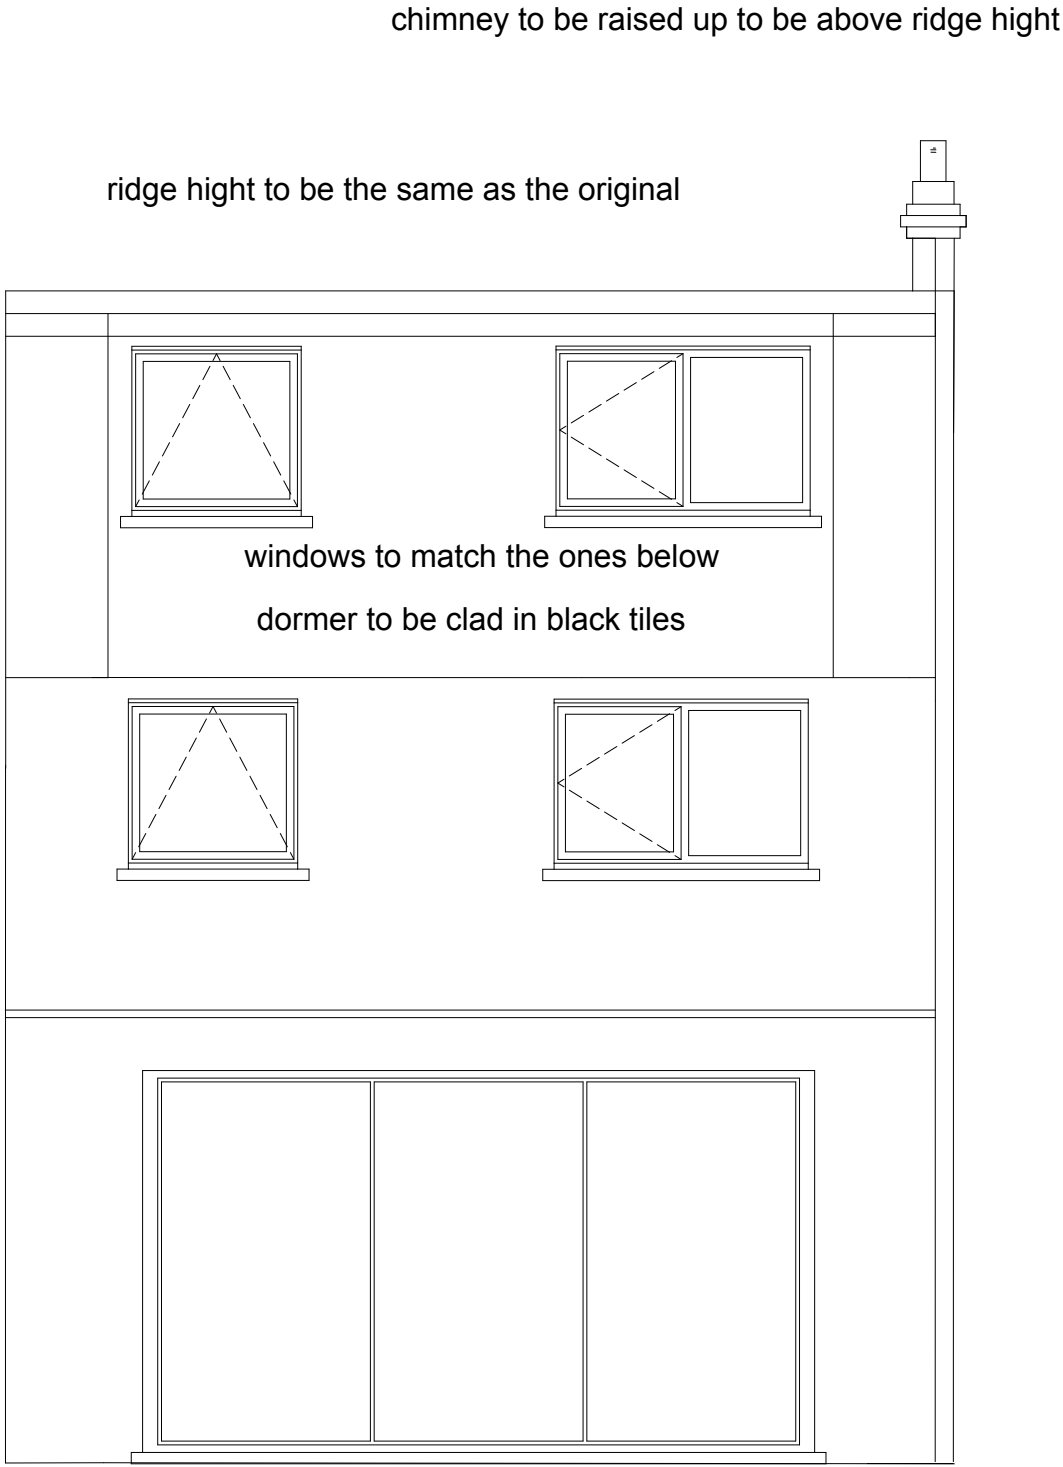 chimney to be raised up to be above ridge hight
ridge hight to be the same as the original
windows to match the ones below
dormer to be clad in black tiles